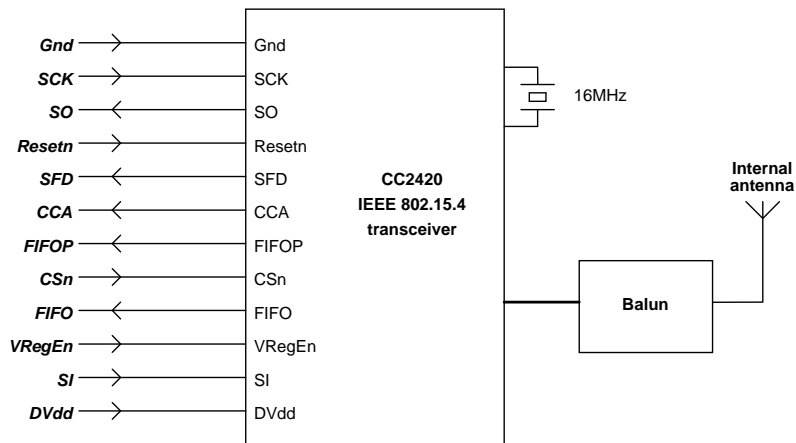 Gnd Gnd
SCK SCK
SO SO
Resetn Resetn
SFD SFD
CCA CCA
FIFOP FIFOP
CSn CSn
FIFO FIFO
VRegEn VRegEn
SI SI
DVdd DVdd
CC2420
IEEE 802.15.4
transceiver
16MHz
Internal
antenna
Balun